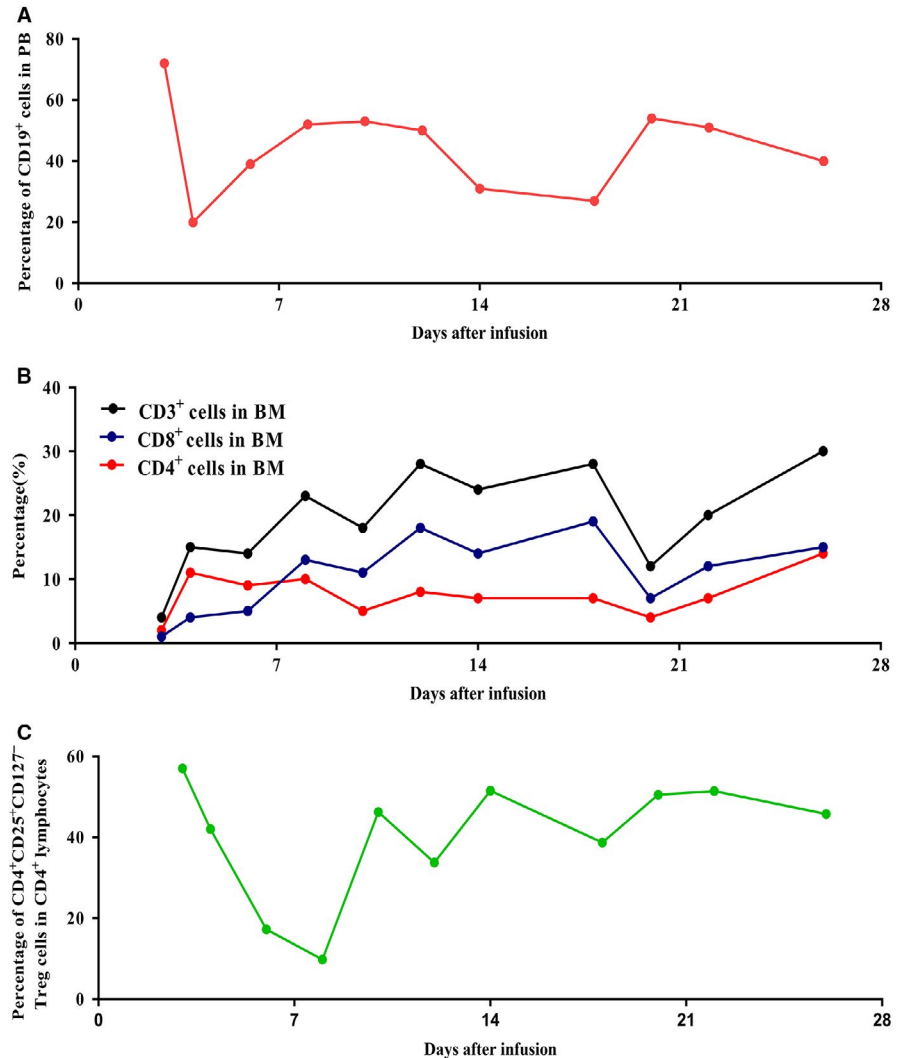 A
Percentage of CD19⁺ cells in PB
80
60
40
20
0
0 7 14 21 28
Days after infusion
B
Percentage(%)
40
30
20
10
0
CD3⁺ cells in BM
CD8⁺ cells in BM
CD4⁺ cells in BM
0 7 14 21 28
Days after infusion
C
Percentage of CD4⁺CD25⁺CD127⁻
Treg cells in CD4⁺ lymphocytes
60
40
20
0
0 7 14 21 28
Days after infusion